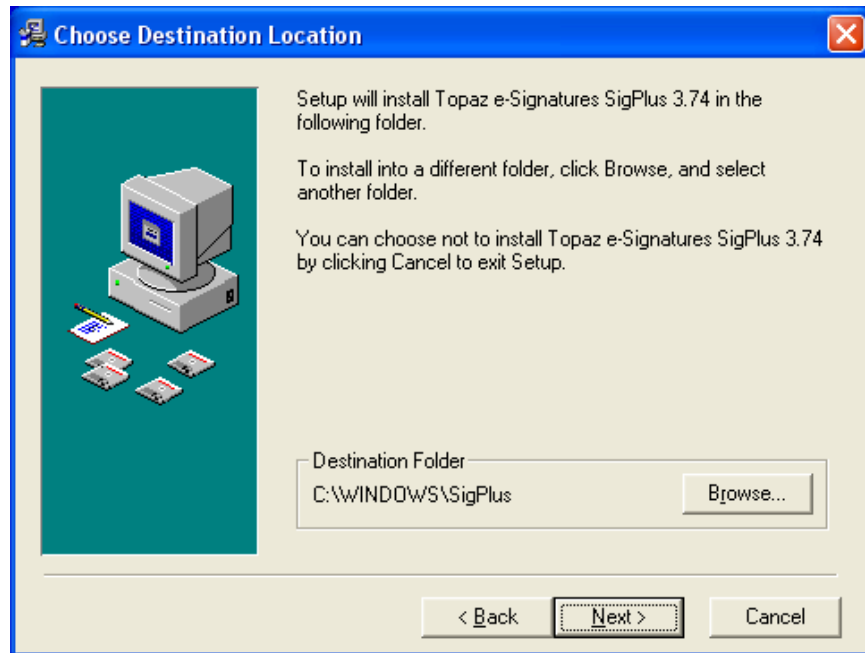 Choose Destination Location
Setup will install Topaz e-Signatures SigPlus 3.74 in the
following folder.
To install into a different folder, click Browse, and select
another folder.
You can choose not to install Topaz e-Signatures SigPlus 3.74
by clicking Cancel to exit Setup.
Destination Folder
C:\WINDOWS\SigPlus
Browse...
< Back
Next >
Cancel